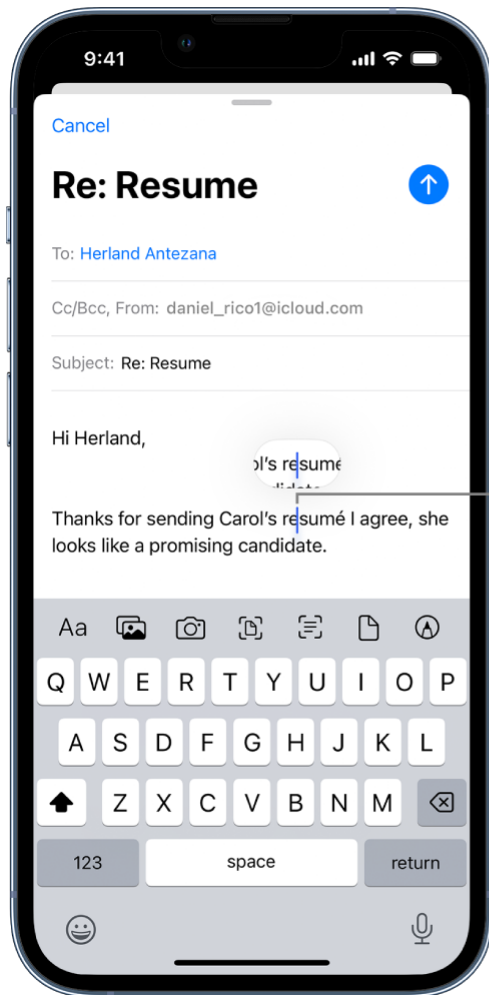 9:41
Cancel
Re: Resume
To: Herland Antezana
Cc/Bcc, From: daniel_rico1@icloud.com
Subject: Re: Resume
Hi Herland,
ol's resumé
Thanks for sending Carol's resumé I agree, she
looks like a promising candidate.
Aa
Q W E R T Y U I O P
A S D F G H J K L
Z X C V B N M
123 space return